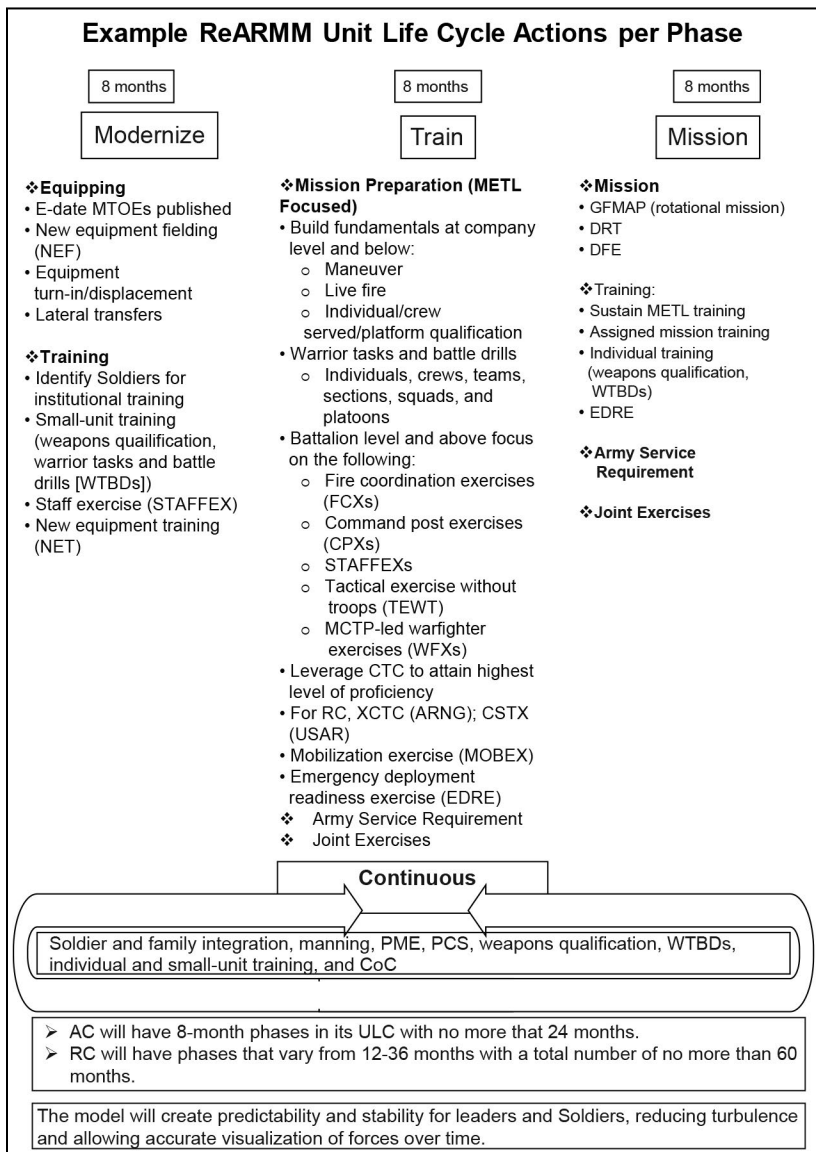 Example ReARMM Unit Life Cycle Actions per Phase
8 months
Modernize
❖Equipping
• E-date MTOEs published
• New equipment fielding
(NEF)
• Equipment
turn-in/displacement
• Lateral transfers
❖Training
• Identify Soldiers for
institutional training
• Small-unit training
(weapons quailification,
warrior tasks and battle
drills [WTBDs])
• Staff exercise (STAFFEX)
• New equipment training
(NET)
8 months
Train
❖Mission Preparation (METL
Focused)
• Build fundamentals at company
level and below:
o Maneuver
o Live fire
o Individual/crew
served/platform qualification
• Warrior tasks and battle drills
o Individuals, crews, teams,
sections, squads, and
platoons
• Battalion level and above focus
on the following:
o Fire coordination exercises
(FCXs)
o Command post exercises
(CPXs)
o STAFFEXs
o Tactical exercise without
troops (TEWT)
o MCTP-led warfighter
exercises (WFXs)
• Leverage CTC to attain highest
level of proficiency
• For RC, XCTC (ARNG); CSTX
(USAR)
• Mobilization exercise (MOBEX)
• Emergency deployment
readiness exercise (EDRE)
❖ Army Service Requirement
❖ Joint Exercises
8 months
Mission
❖Mission
• GFMAP (rotational mission)
• DRT
• DFE
❖Training:
• Sustain METL training
• Assigned mission training
• Individual training
(weapons qualification,
WTBDs)
• EDRE
❖Army Service
Requirement
❖Joint Exercises
Continuous
Soldier and family integration, manning, PME, PCS, weapons qualification, WTBDs,
individual and small-unit training, and CoC
➢ AC will have 8-month phases in its ULC with no more that 24 months.
➢ RC will have phases that vary from 12-36 months with a total number of no more than 60
months.
The model will create predictability and stability for leaders and Soldiers, reducing turbulence
and allowing accurate visualization of forces over time.